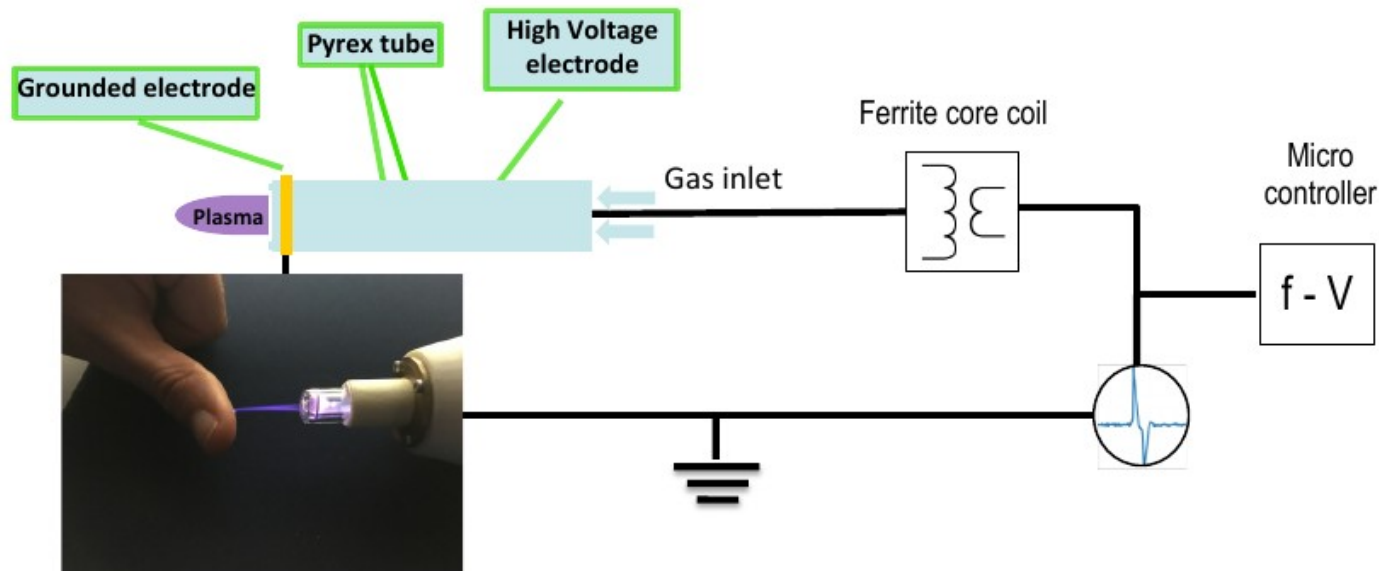 High Voltage
electrode
Pyrex tube
Grounded electrode
Ferrite core coil
Micro
controller
Gas inlet
Plasma
f - V